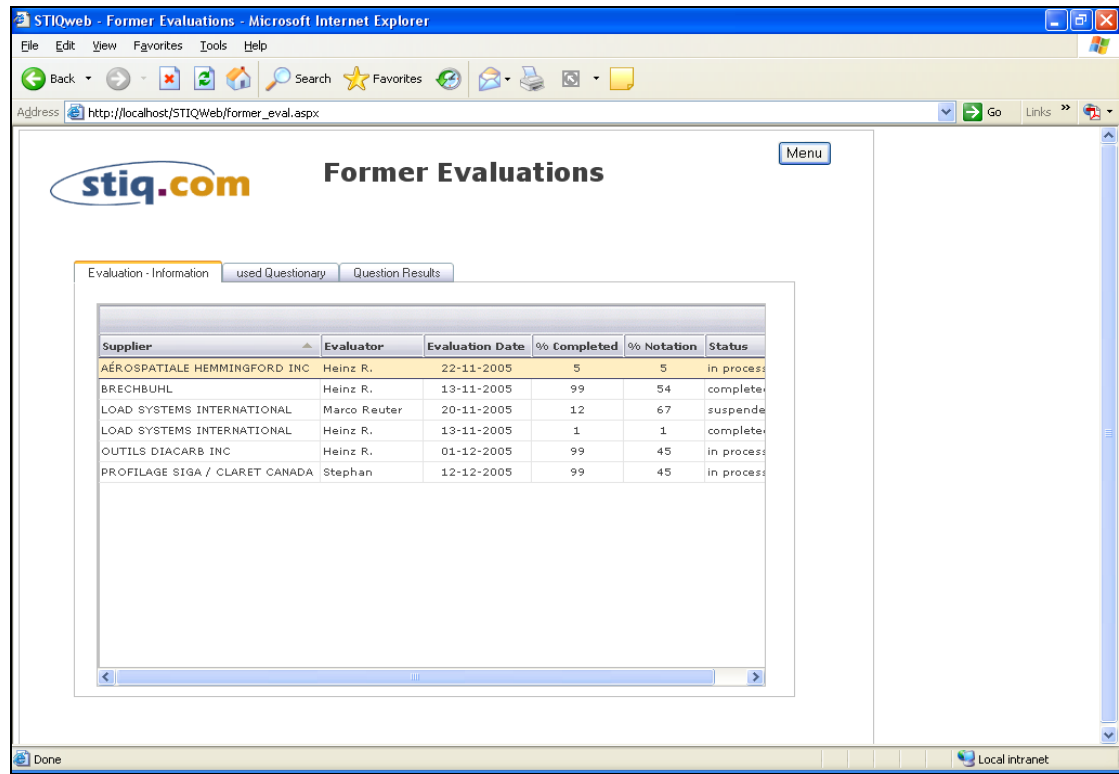 STIQweb - Former Evaluations - Microsoft Internet Explorer
File Edit View Favorites Tools Help
Back Search Favorites
Address http://localhost/STIQWeb/former_eval.aspx Go Links »
Menu
stiq.com Former Evaluations
Evaluation - Information used Questionary Question Results
Supplier Evaluator Evaluation Date % Completed % Notation Status
AÉROSPATIALE HEMMINGFORD INC Heinz R. 22-11-2005 5 5 in process
BRECHBUHL Heinz R. 13-11-2005 99 54 complete
LOAD SYSTEMS INTERNATIONAL Marco Reuter 20-11-2005 12 67 suspende
LOAD SYSTEMS INTERNATIONAL Heinz R. 13-11-2005 1 1 complete
OUTILS DIACARB INC Heinz R. 01-12-2005 99 45 in process
PROFILAGE SIGA / CLARET CANADA Stephan 12-12-2005 99 45 in process
Done Local intranet